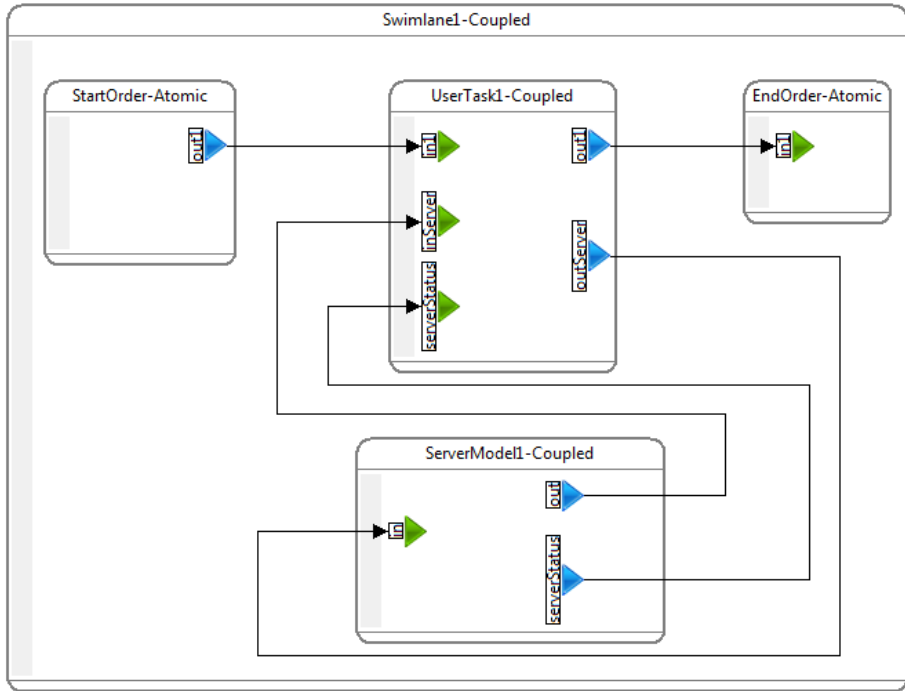 Swimlane1-Coupled
StartOrder-Atomic
out1
UserTask1-Coupled
in1
inServer
serverStatus
out1
outServer
EndOrder-Atomic
in1
ServerModel1-Coupled
in
out
serverStatus